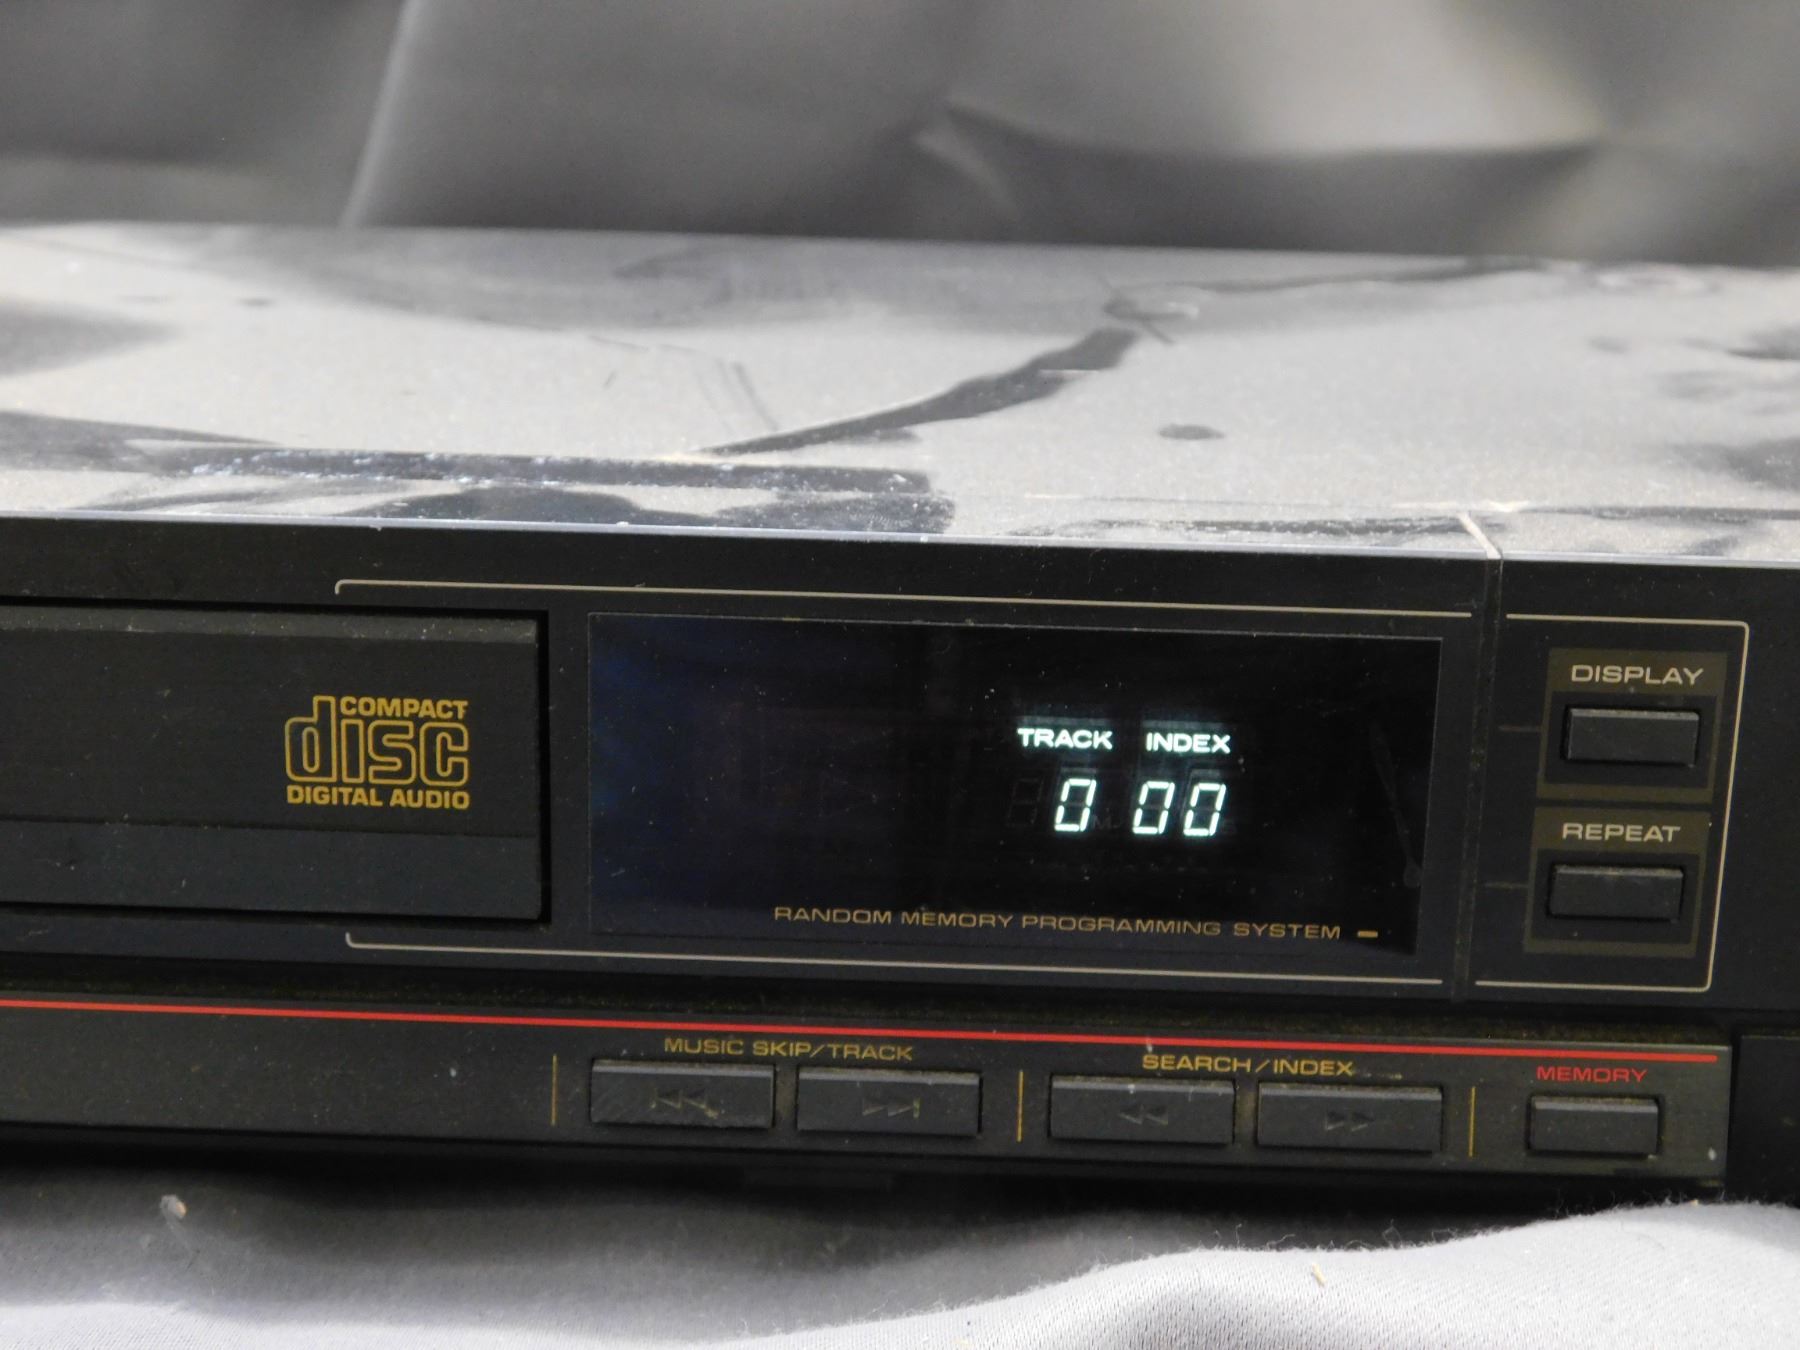 COMPACT
disc
DIGITAL AUDIO
TRACK INDEX
0 00
RANDOM MEMORY PROGRAMMING SYSTEM
DISPLAY
REPEAT
MUSIC SKIP/TRACK
SEARCH/INDEX
MEMORY